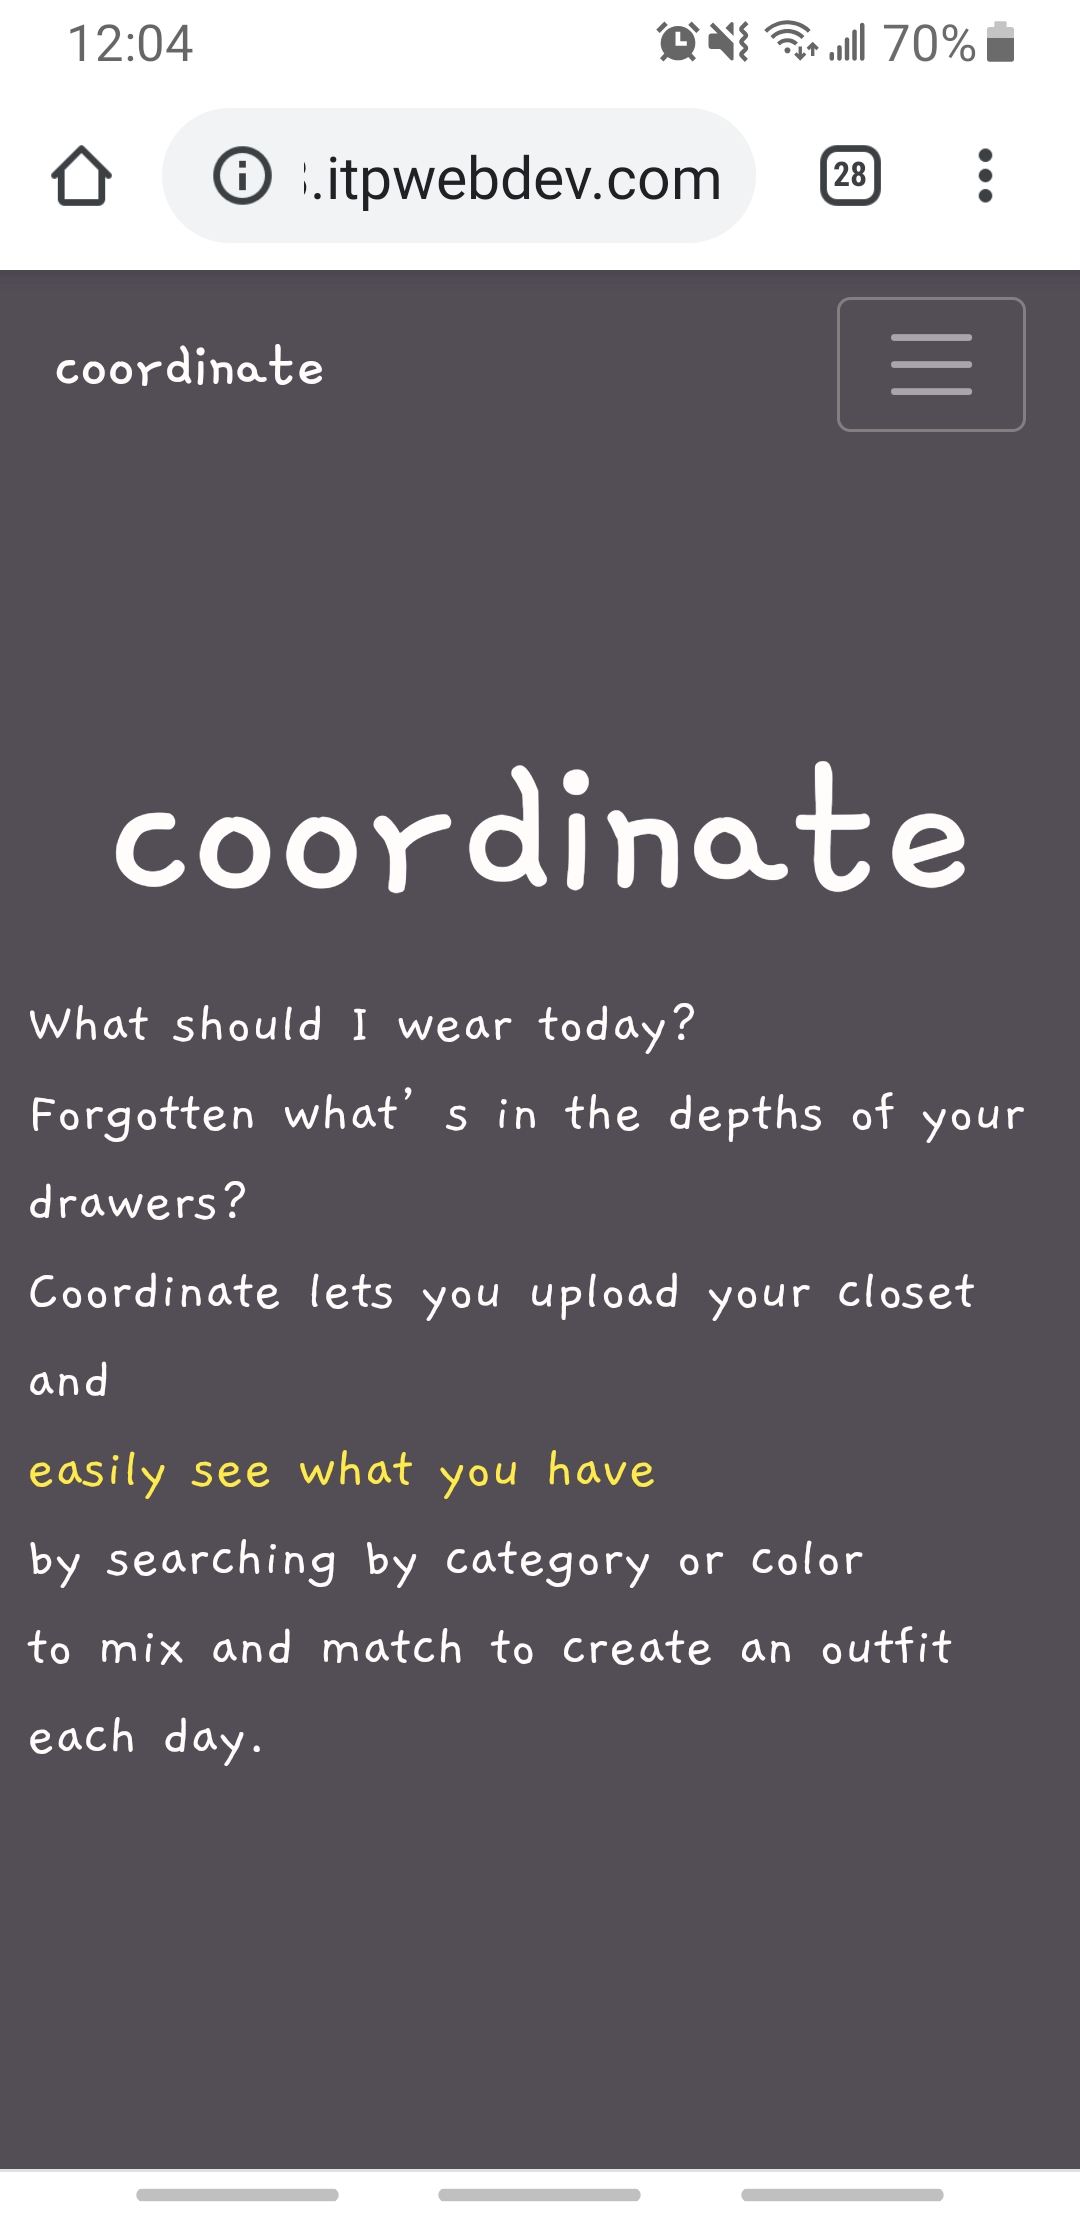 12:04
70%
.itpwebdev.com
28
coordinate
coordinate
What should I wear today?
Forgotten what's in the depths of your
drawers?
Coordinate lets you upload your closet
and
easily see what you have
by searching by category or color
to mix and match to create an outfit
each day.